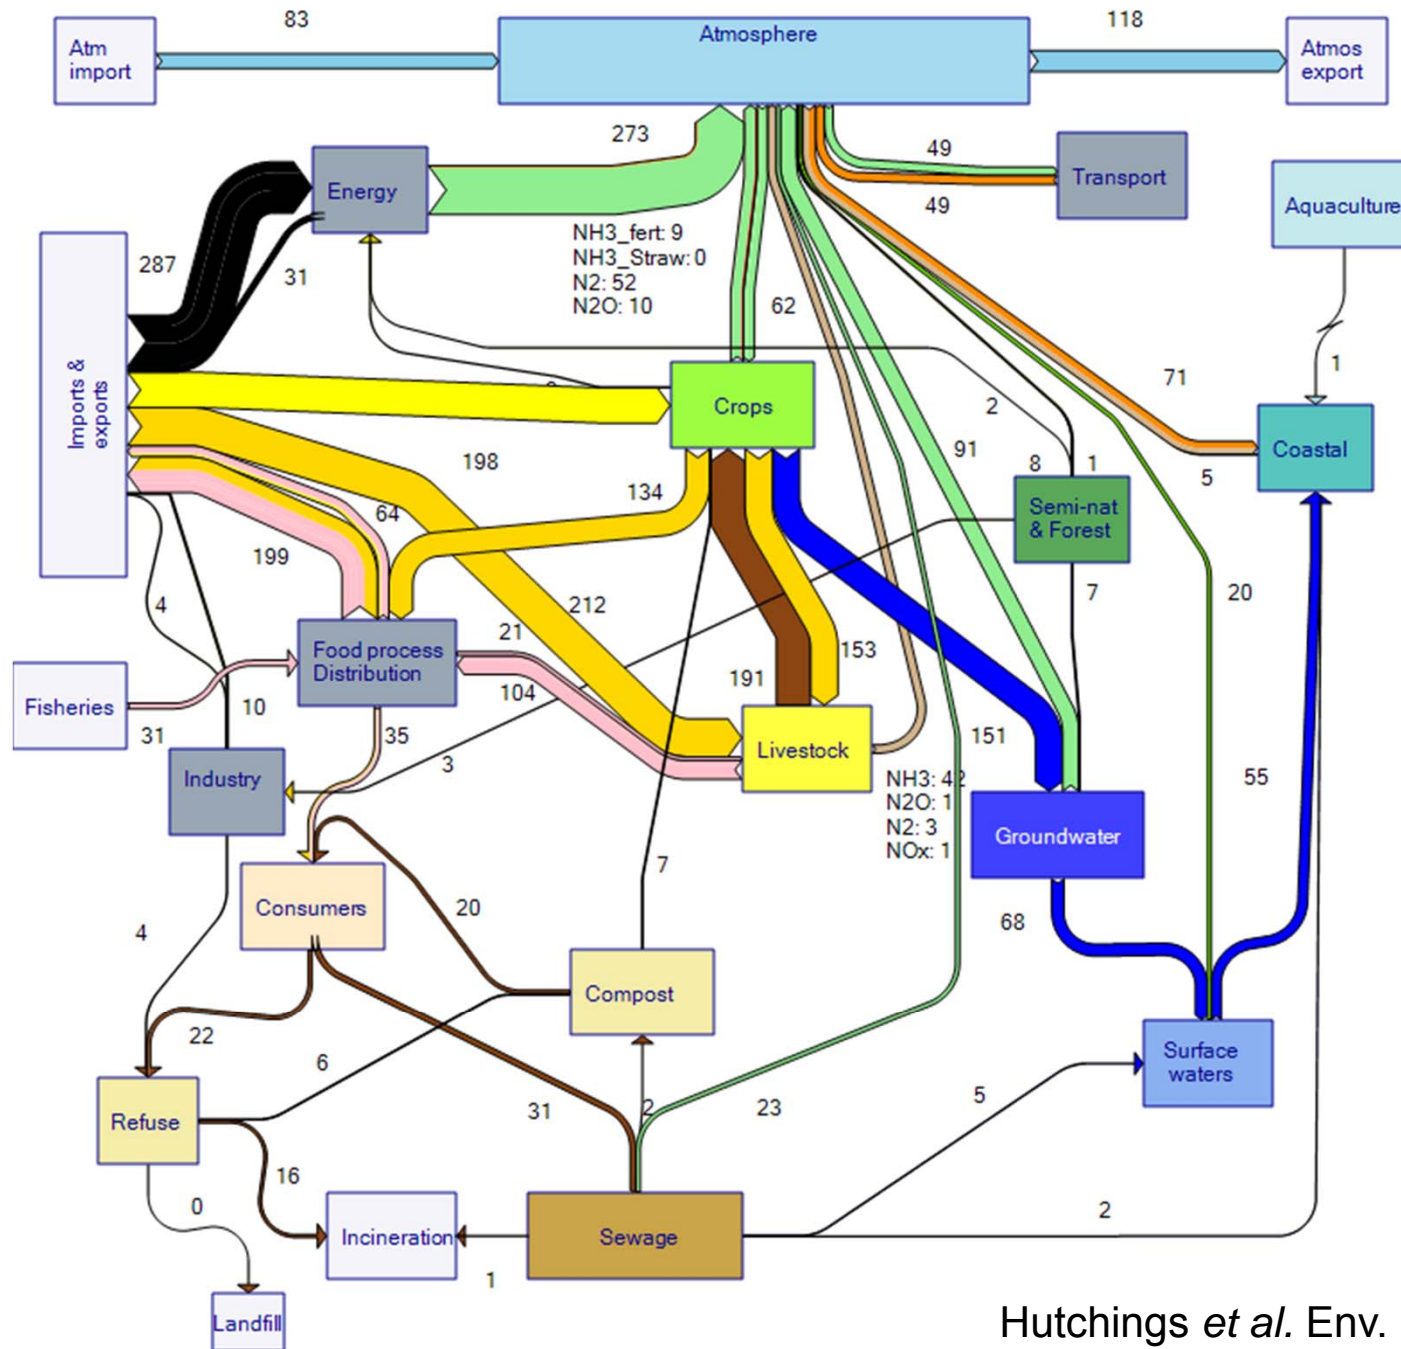 83
118
Atmosphere
Atm
import
Atmos
export
273
49
Energy
Transport
49
Aquaculture
NH3_fert: 9
NH3_Straw: 0
N2: 52
N2O: 10
287
31
62
1
71
Imports &
exports
Crops
2
Coastal
198
91
8
1
5
134
64
Semi-nat
& Forest
199
4
212
7
20
21
Food process
Distribution
153
191
104
Fisheries
31
10
35
151
Livestock
3
Industry
NH3: 42
N2O: 1
N2: 3
NOx: 1
55
Groundwater
7
Consumers
20
68
4
Compost
22
6
Surface
waters
31
2
23
5
Refuse
16
0
2
Incineration
Sewage
1
Landfill
Hutchings et al. Env.